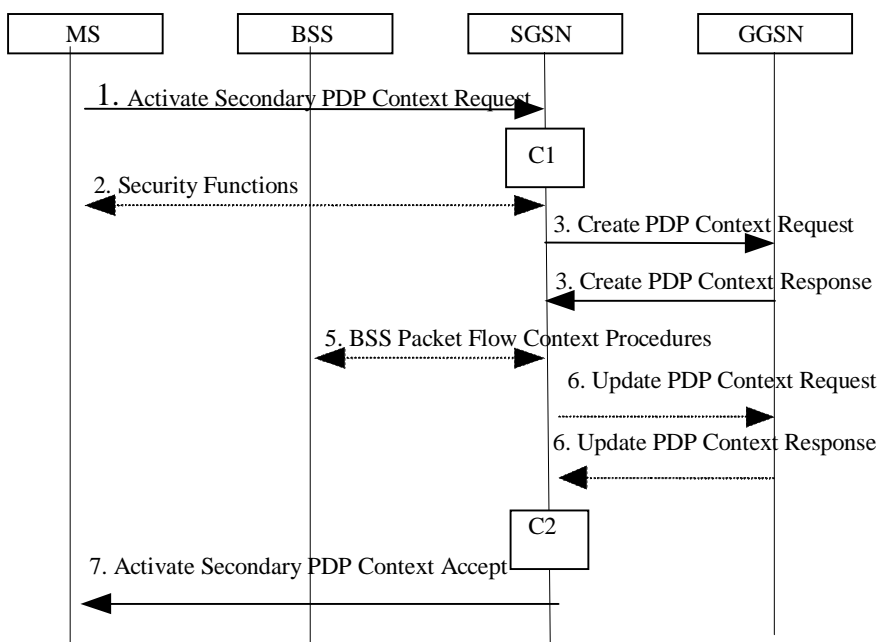 MS
BSS
SGSN
GGSN
1. Activate Secondary PDP Context Request
C1
2. Security Functions
3. Create PDP Context Request
3. Create PDP Context Response
5. BSS Packet Flow Context Procedures
6. Update PDP Context Request
6. Update PDP Context Response
C2
7. Activate Secondary PDP Context Accept